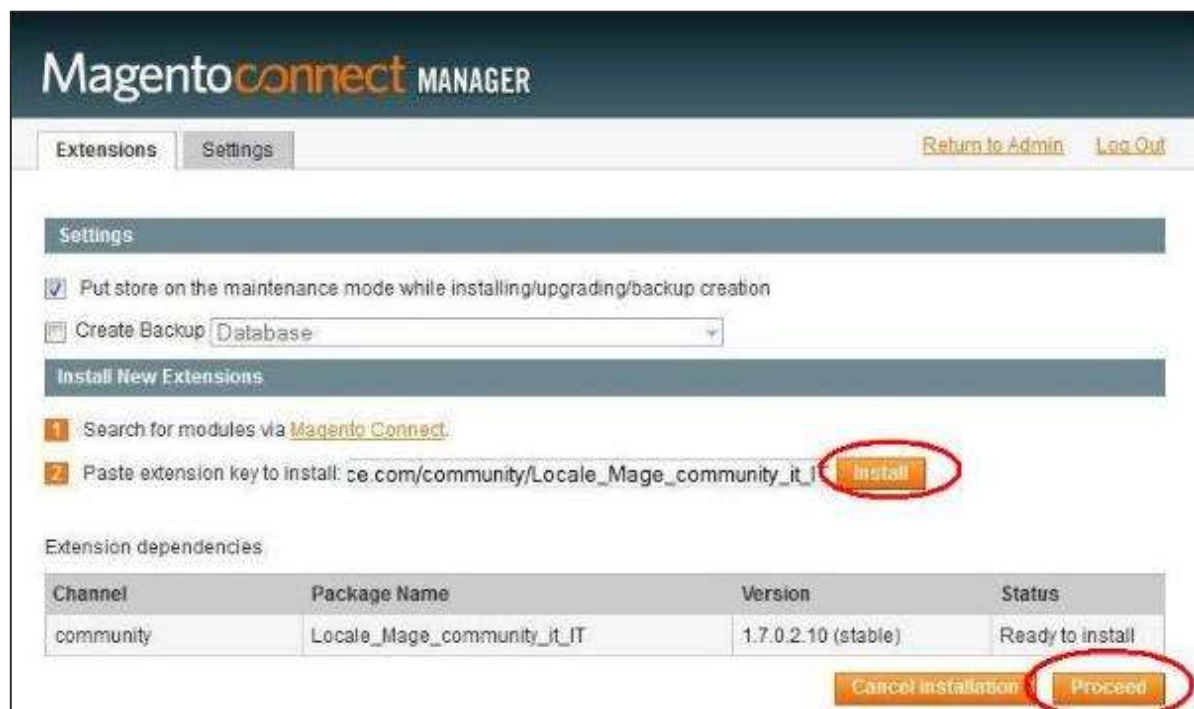 Magentoconnect MANAGER
Extensions Settings Return to Admin Log Out
Settings
Put store on the maintenance mode while installing/upgrading/backup creation
Create Backup Database
Install New Extensions
1 Search for modules via Magento Connect.
2 Paste extension key to install: ce.com/community/Locale_Mage_community_it_I Install
Extension dependencies
Channel Package Name Version Status
community Locale_Mage_community_it_IT 1.7.0.2.10 (stable) Ready to install
Cancel installation Proceed